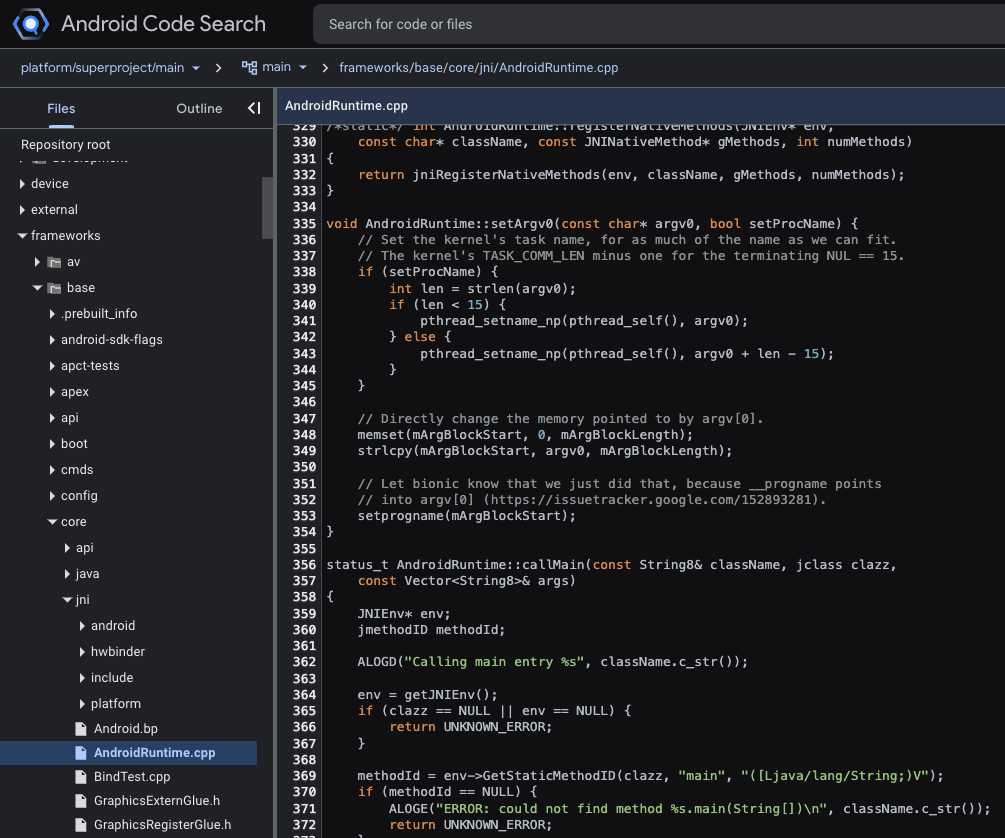 Android Code Search
Search for code or files
platform/superproject/main
main
frameworks/base/core/jni/AndroidRuntime.cpp
Files
Outline
Repository root
development
device
external
frameworks
av
base
.prebuilt_info
android-sdk-flags
apct-tests
apex
api
boot
cmds
config
core
api
java
jni
android
hwbinder
include
platform
Android.bp
AndroidRuntime.cpp
BindTest.cpp
GraphicsExternGlue.h
GraphicsRegisterGlue.h
AndroidRuntime.cpp
329 /*static*/ int AndroidRuntime::registerNativeMethods(JNIEnv* env,
330     const char* className, const JNINativeMethod* gMethods, int numMethods)
331 {
332     return jniRegisterNativeMethods(env, className, gMethods, numMethods);
333 }
334
335 void AndroidRuntime::setArgv0(const char* argv0, bool setProcName) {
336     // Set the kernel's task name, for as much of the name as we can fit.
337     // The kernel's TASK_COMM_LEN minus one for the terminating NUL == 15.
338     if (setProcName) {
339         int len = strlen(argv0);
340         if (len < 15) {
341             pthread_setname_np(pthread_self(), argv0);
342         } else {
343             pthread_setname_np(pthread_self(), argv0 + len - 15);
344         }
345     }
346
347     // Directly change the memory pointed to by argv[0].
348     memset(mArgBlockStart, 0, mArgBlockLength);
349     strlcpy(mArgBlockStart, argv0, mArgBlockLength);
350
351     // Let bionic know that we just did that, because __progname points
352     // into argv[0] (https://issuetracker.google.com/152893281).
353     setprogname(mArgBlockStart);
354 }
355
356 status_t AndroidRuntime::callMain(const String8& className, jclass clazz,
357     const Vector<String8>& args)
358 {
359     JNIEnv* env;
360     jmethodID methodId;
361
362     ALOGD("Calling main entry %s", className.c_str());
363
364     env = getJNIEnv();
365     if (clazz == NULL || env == NULL) {
366         return UNKNOWN_ERROR;
367     }
368
369     methodId = env->GetStaticMethodID(clazz, "main", "([Ljava/lang/String;)V");
370     if (methodId == NULL) {
371         ALOGE("ERROR: could not find method %s.main(String[])\n", className.c_str());
372         return UNKNOWN_ERROR;
373     }